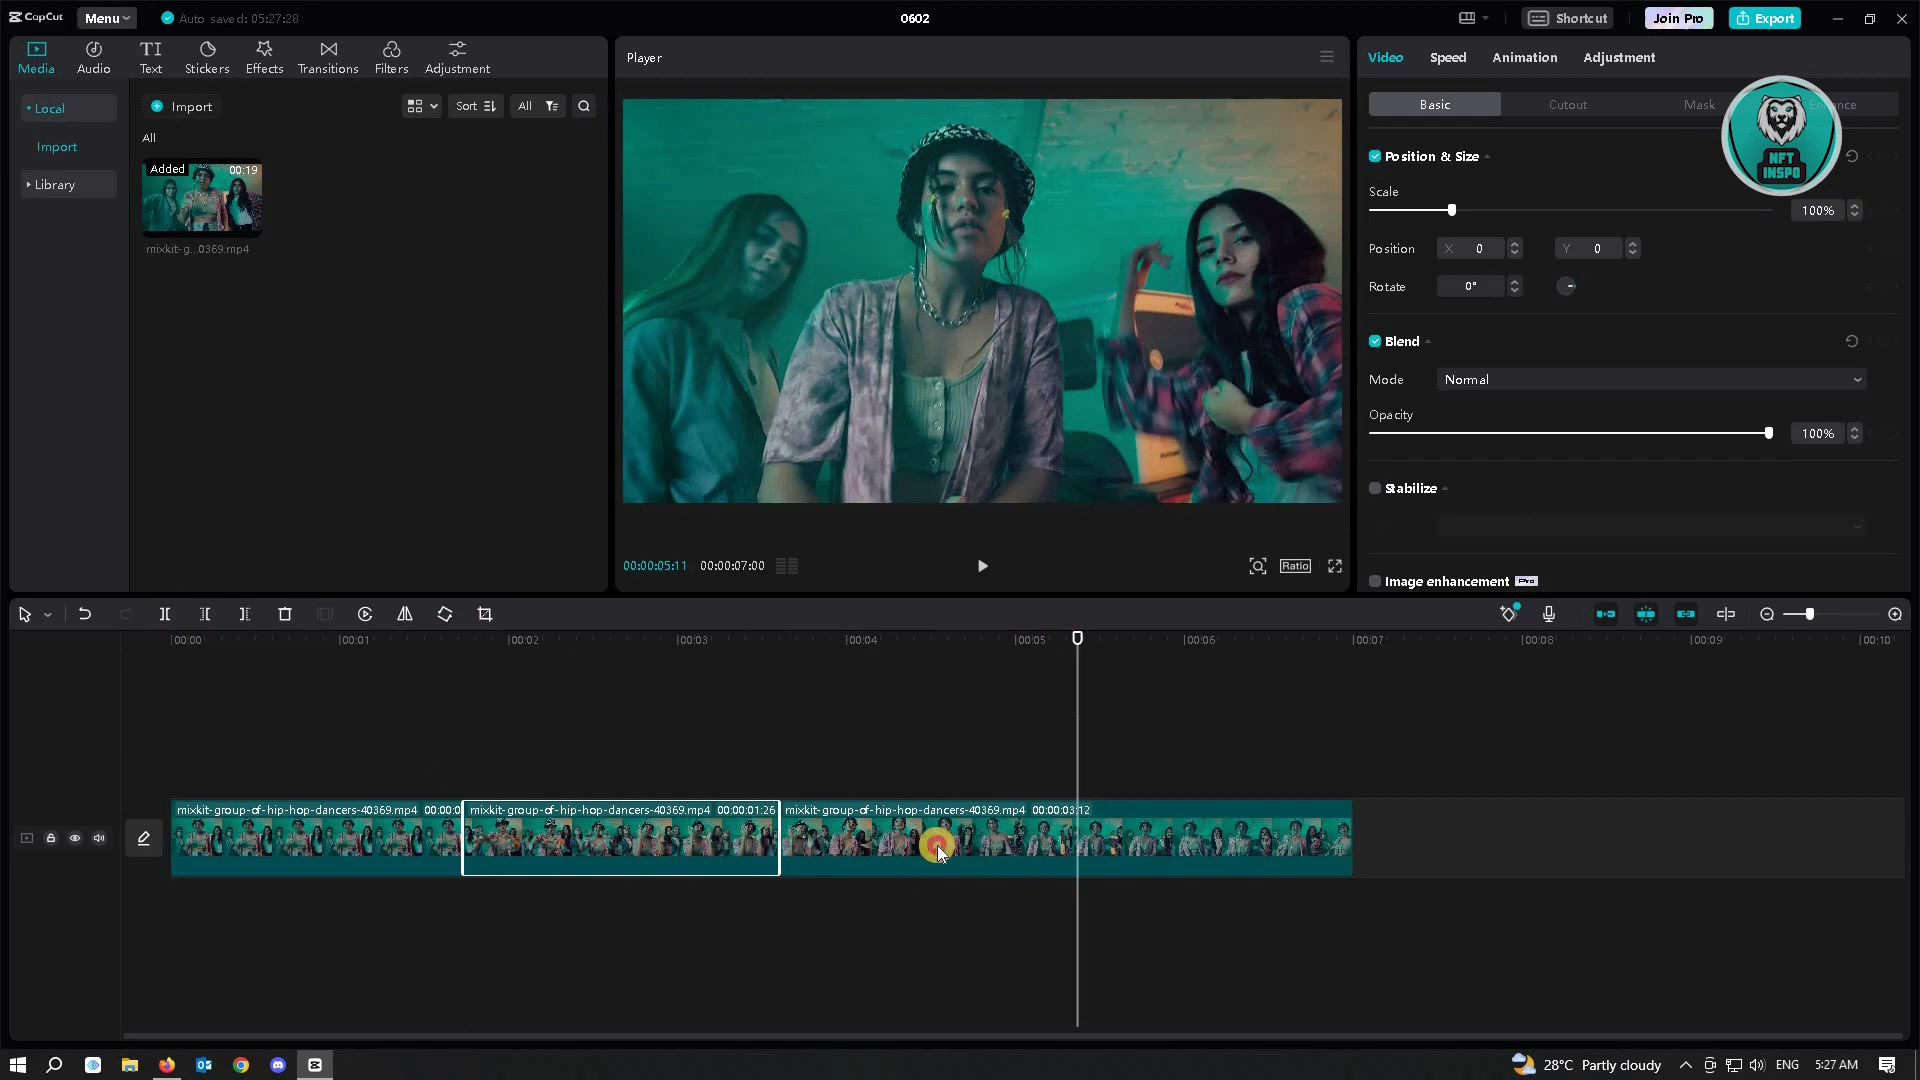 CapCut
Menu
Auto saved: 05:27:28
0602
Shortcut
Join Pro
Export
Media
Audio
TI
Text
Stickers
Effects
Transitions
Filters
Adjustment
Local
Import
Library
Import
Sort
All
All
Added
00:19
mixkit-g...0369.mp4
Player
00:00:05:11
00:00:07:00
Ratio
Video
Speed
Animation
Adjustment
Basic
Cutout
Mask
NFT
INSPO
Position & Size
Scale
100%
Position
X 0
Y 0
Rotate
0°
Blend
Mode
Normal
Opacity
100%
Stabilize
Image enhancement
Pro
00:00
00:01
00:02
00:03
00:04
00:05
00:06
00:07
00:08
00:09
00:10
mixkit-group-of-hip-hop-dancers-40369.mp4 00:00:0
mixkit-group-of-hip-hop-dancers-40369.mp4 00:00:01:26
mixkit-group-of-hip-hop-dancers-40369.mp4 00:00:03:12
28°C Partly cloudy
ENG
5:27 AM